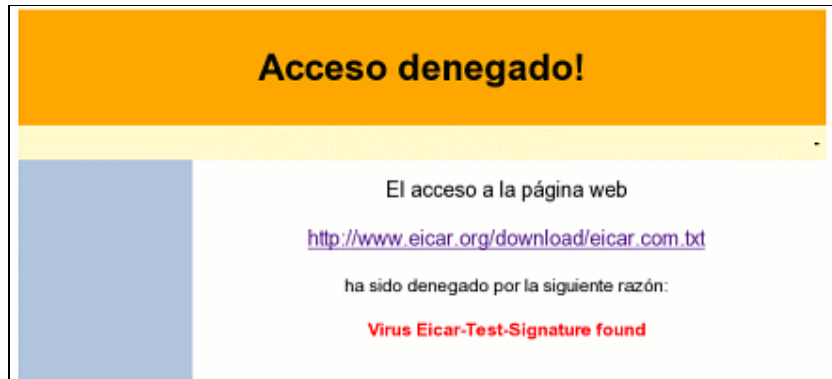 Acceso denegado!
-
El acceso a la página web
http://www.eicar.org/download/eicar.com.txt
ha sido denegado por la siguiente razón:
Virus Eicar-Test-Signature found